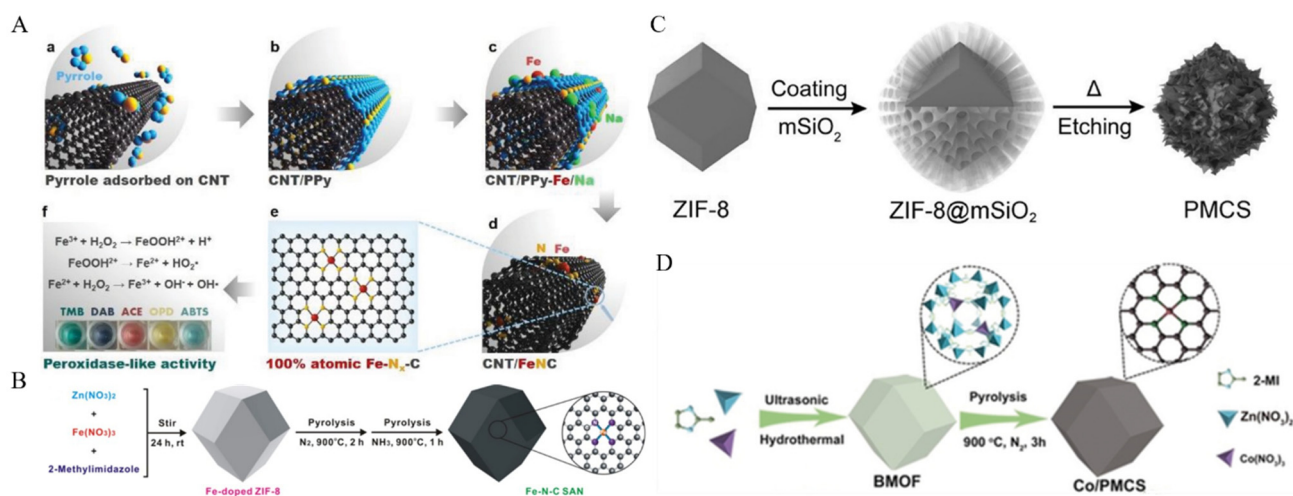 A
a
Pyrrole
Pyrrole adsorbed on CNT
b
CNT/PPy
c
Fe
Na
CNT/PPy-Fe/Na
f
Fe³⁺ + H₂O₂ → FeOOH²⁺ + H⁺
FeOOH²⁺ → Fe²⁺ + HO₂•
Fe²⁺ + H₂O₂ → Fe³⁺ + OH⁻ + OH•
TMB DAB ACE OPD ABTS
Peroxidase-like activity
e
100% atomic Fe-Nₓ-C
d
N Fe
CNT/FeNC
B
Zn(NO₃)₂
+
Fe(NO₃)₃
+
2-Methylimidazole
Stir
24 h, rt
Fe-doped ZIF-8
Pyrolysis
N₂, 900°C, 2 h
Pyrolysis
NH₃, 900°C, 1 h
Fe-N-C SAN
C
ZIF-8
Coating
mSiO₂
ZIF-8@mSiO₂
Δ
Etching
PMCS
D
Ultrasonic
Hydrothermal
BMOF
Pyrolysis
900 °C, N₂, 3h
Co/PMCS
2-MI
Zn(NO₃)₂
Co(NO₃)₃